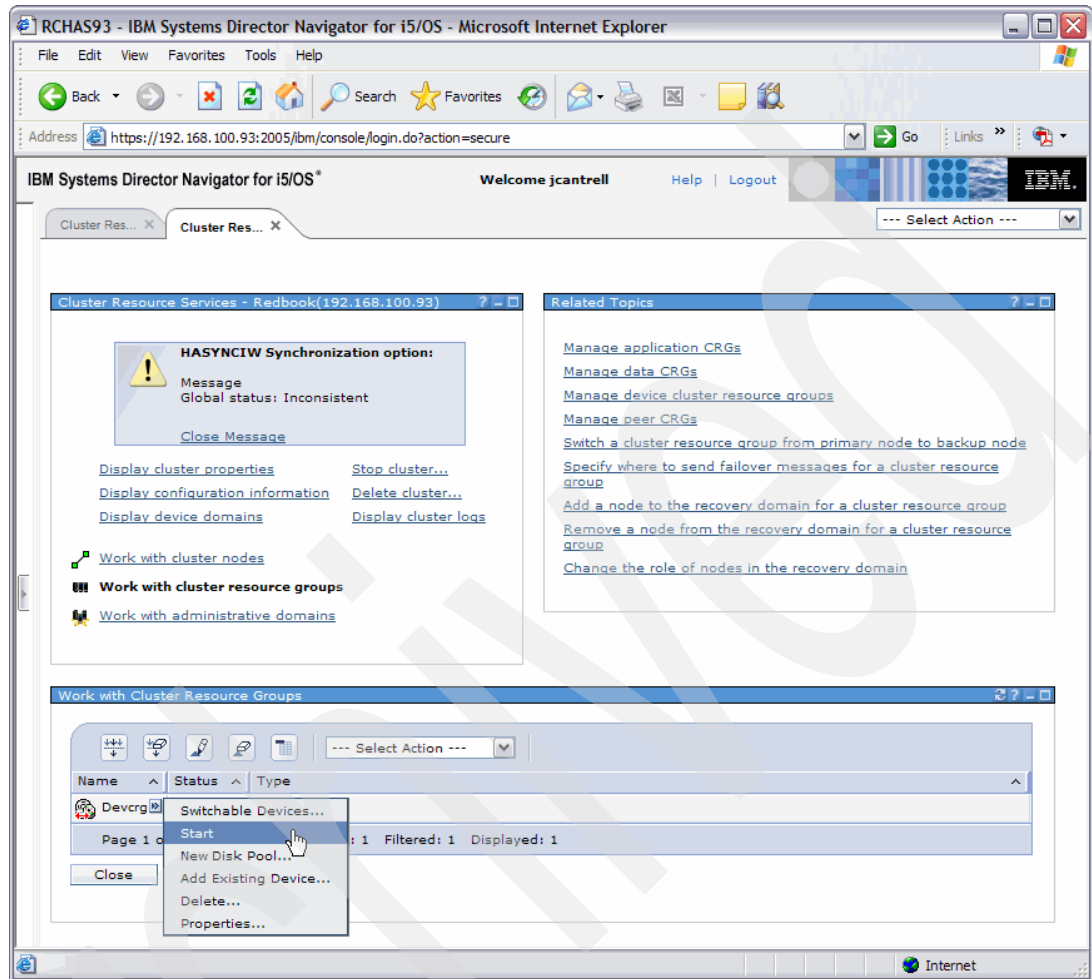 RCHAS93 - IBM Systems Director Navigator for i5/OS - Microsoft Internet Explorer
File Edit View Favorites Tools Help
Back Search Favorites
Address https://192.168.100.93:2005/ibm/console/login.do?action=secure Go Links »
IBM Systems Director Navigator for i5/OS® Welcome jcantrell Help | Logout IBM.
Cluster Res... Cluster Res... --- Select Action ---
Cluster Resource Services - Redbook(192.168.100.93) ?
HASYNCIW Synchronization option:
Message
Global status: Inconsistent
Close Message
Display cluster properties Stop cluster...
Display configuration information Delete cluster...
Display device domains Display cluster logs
Work with cluster nodes
Work with cluster resource groups
Work with administrative domains
Related Topics ?
Manage application CRGs
Manage data CRGs
Manage device cluster resource groups
Manage peer CRGs
Switch a cluster resource group from primary node to backup node
Specify where to send failover messages for a cluster resource
group
Add a node to the recovery domain for a cluster resource group
Remove a node from the recovery domain for a cluster resource
group
Change the role of nodes in the recovery domain
Work with Cluster Resource Groups ?
--- Select Action ---
Name Status Type
Devcrg
Page 1 o : 1 Filtered: 1 Displayed: 1
Close
Switchable Devices...
Start
New Disk Pool...
Add Existing Device...
Delete...
Properties...
Internet